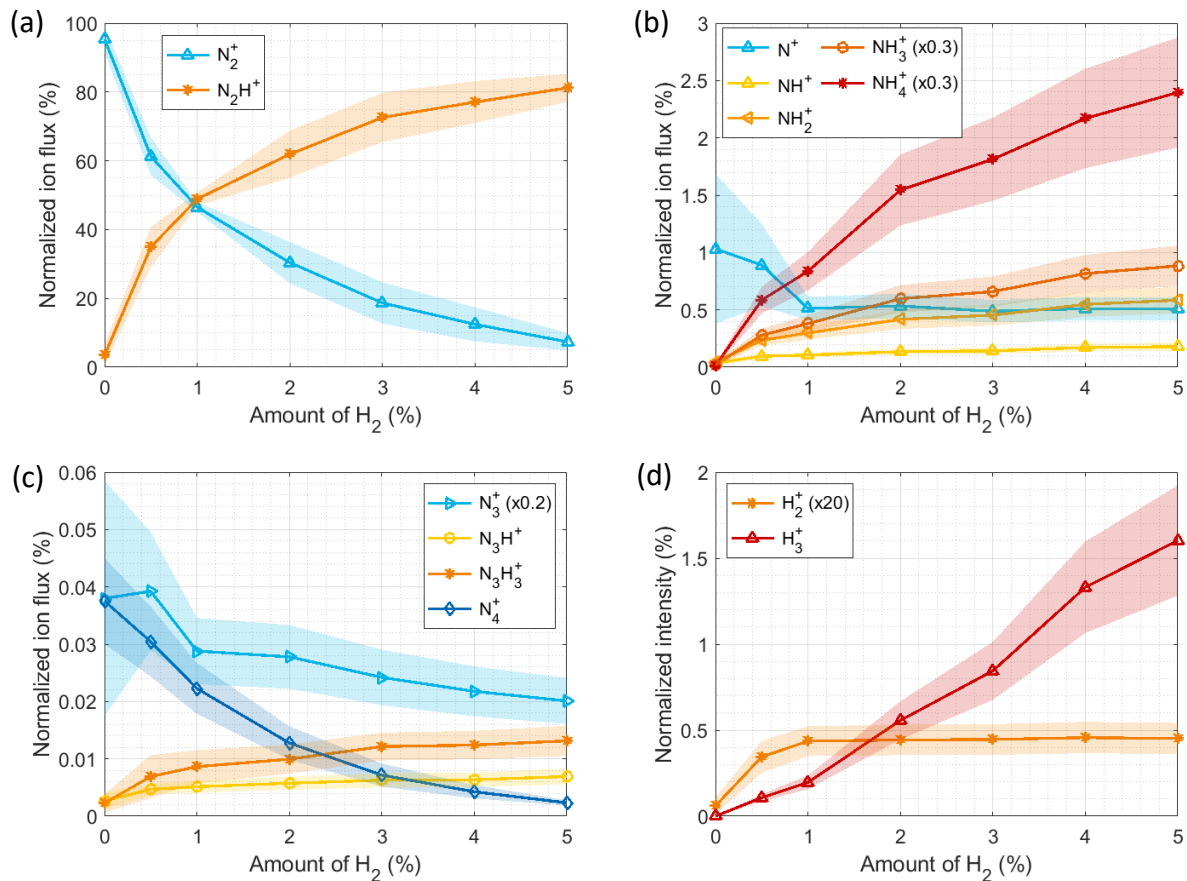 (a)
Normalized ion flux (%)
100
80
60
40
20
0
N₂⁺
N₂H⁺
0 1 2 3 4 5
Amount of H₂ (%)
(b)
Normalized ion flux (%)
3
2.5
2
1.5
1
0.5
0
N⁺ NH₃⁺ (x0.3)
NH⁺ NH₄⁺ (x0.3)
NH₂⁺
0 1 2 3 4 5
Amount of H₂ (%)
(c)
Normalized ion flux (%)
0.06
0.05
0.04
0.03
0.02
0.01
0
N₃⁺ (x0.2)
N₃H⁺
N₃H₃⁺
N₄⁺
0 1 2 3 4 5
Amount of H₂ (%)
(d)
Normalized intensity (%)
2
1.5
1
0.5
0
H₂⁺ (x20)
H₃⁺
0 1 2 3 4 5
Amount of H₂ (%)